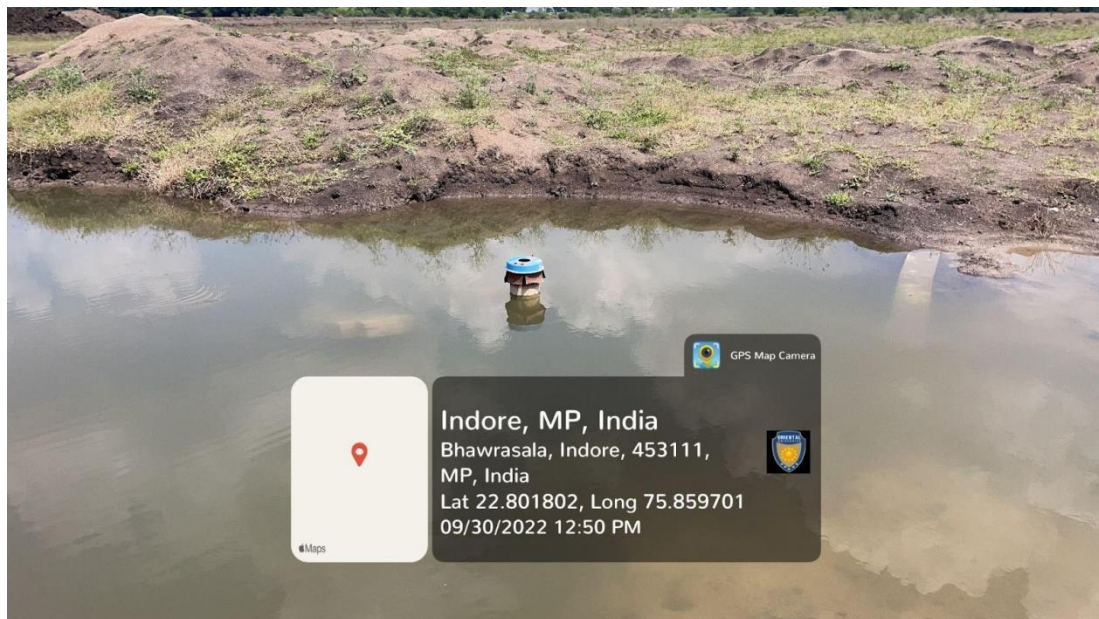 GPS Map Camera
Indore, MP, India
Bhawrasala, Indore, 453111,
MP, India
Lat 22.801802, Long 75.859701
09/30/2022 12:50 PM
ORIENTAL
Maps